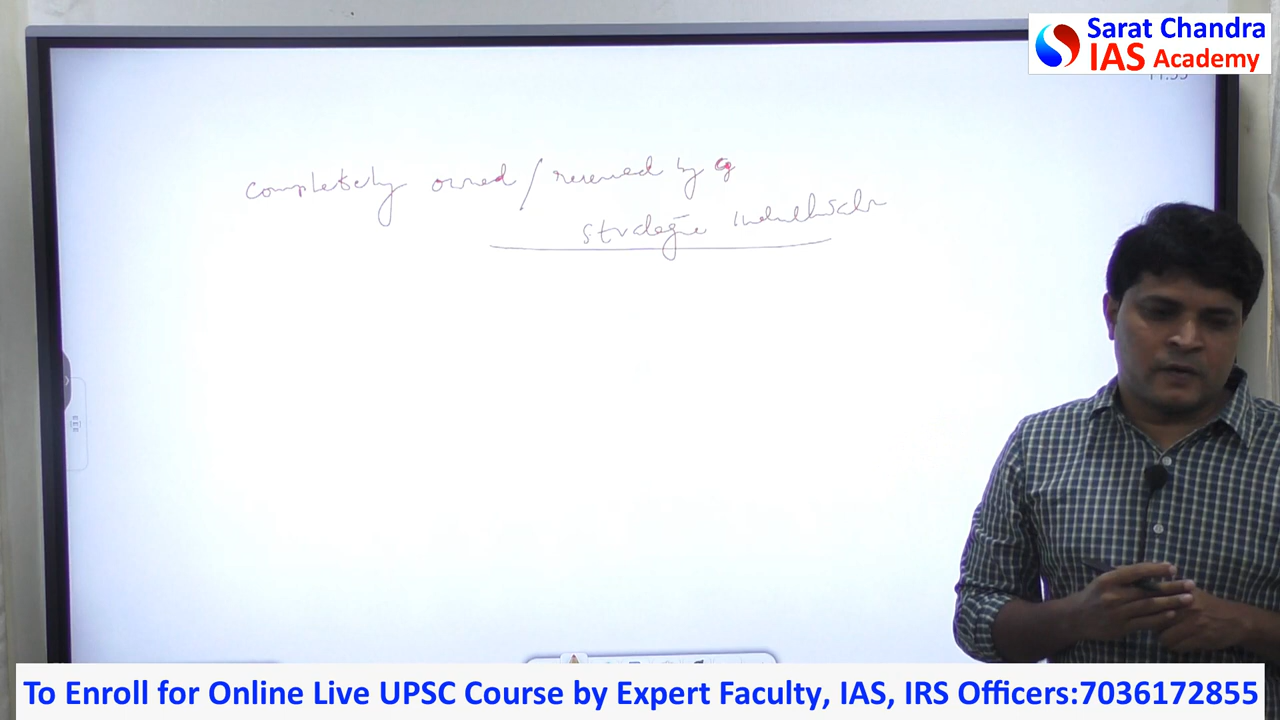 Sarat Chandra
IAS Academy
completely owned / reserved by G
strategic
To Enroll for Online Live UPSC Course by Expert Faculty, IAS, IRS Officers:7036172855